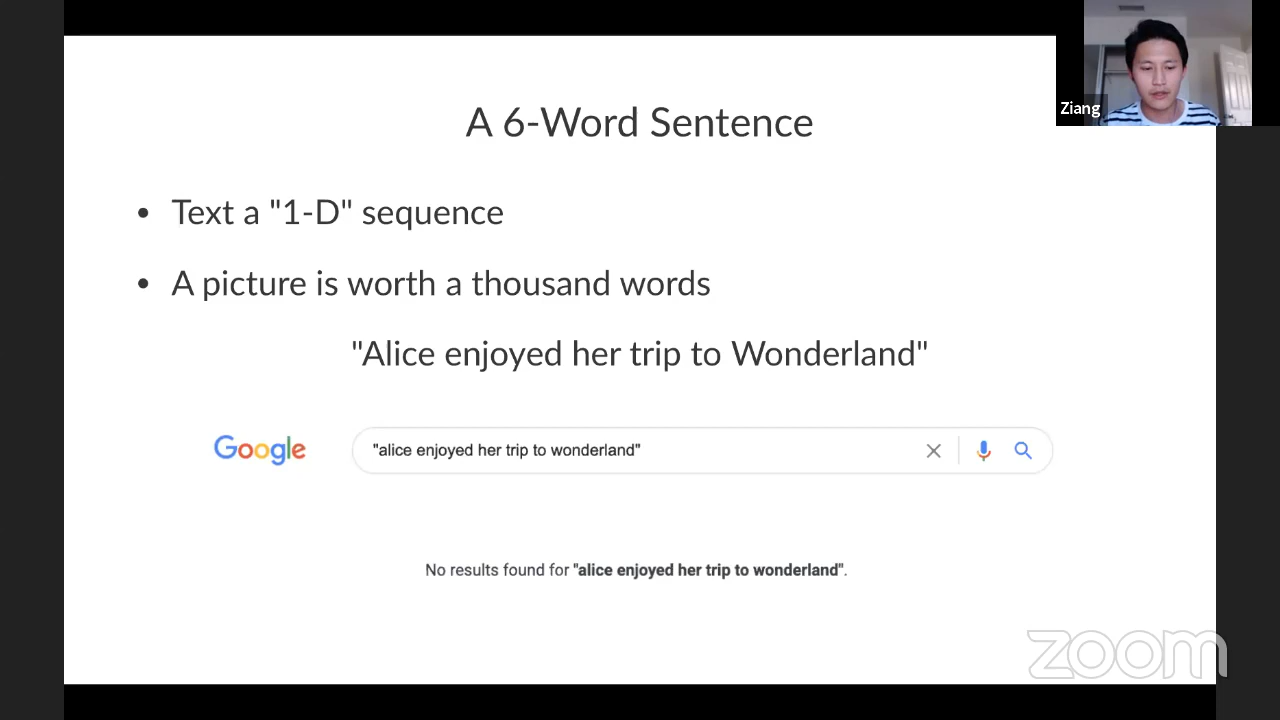 Ziang
A 6-Word Sentence
• Text a "1-D" sequence
• A picture is worth a thousand words
"Alice enjoyed her trip to Wonderland"
Google "alice enjoyed her trip to wonderland"
No results found for "alice enjoyed her trip to wonderland".
zoom